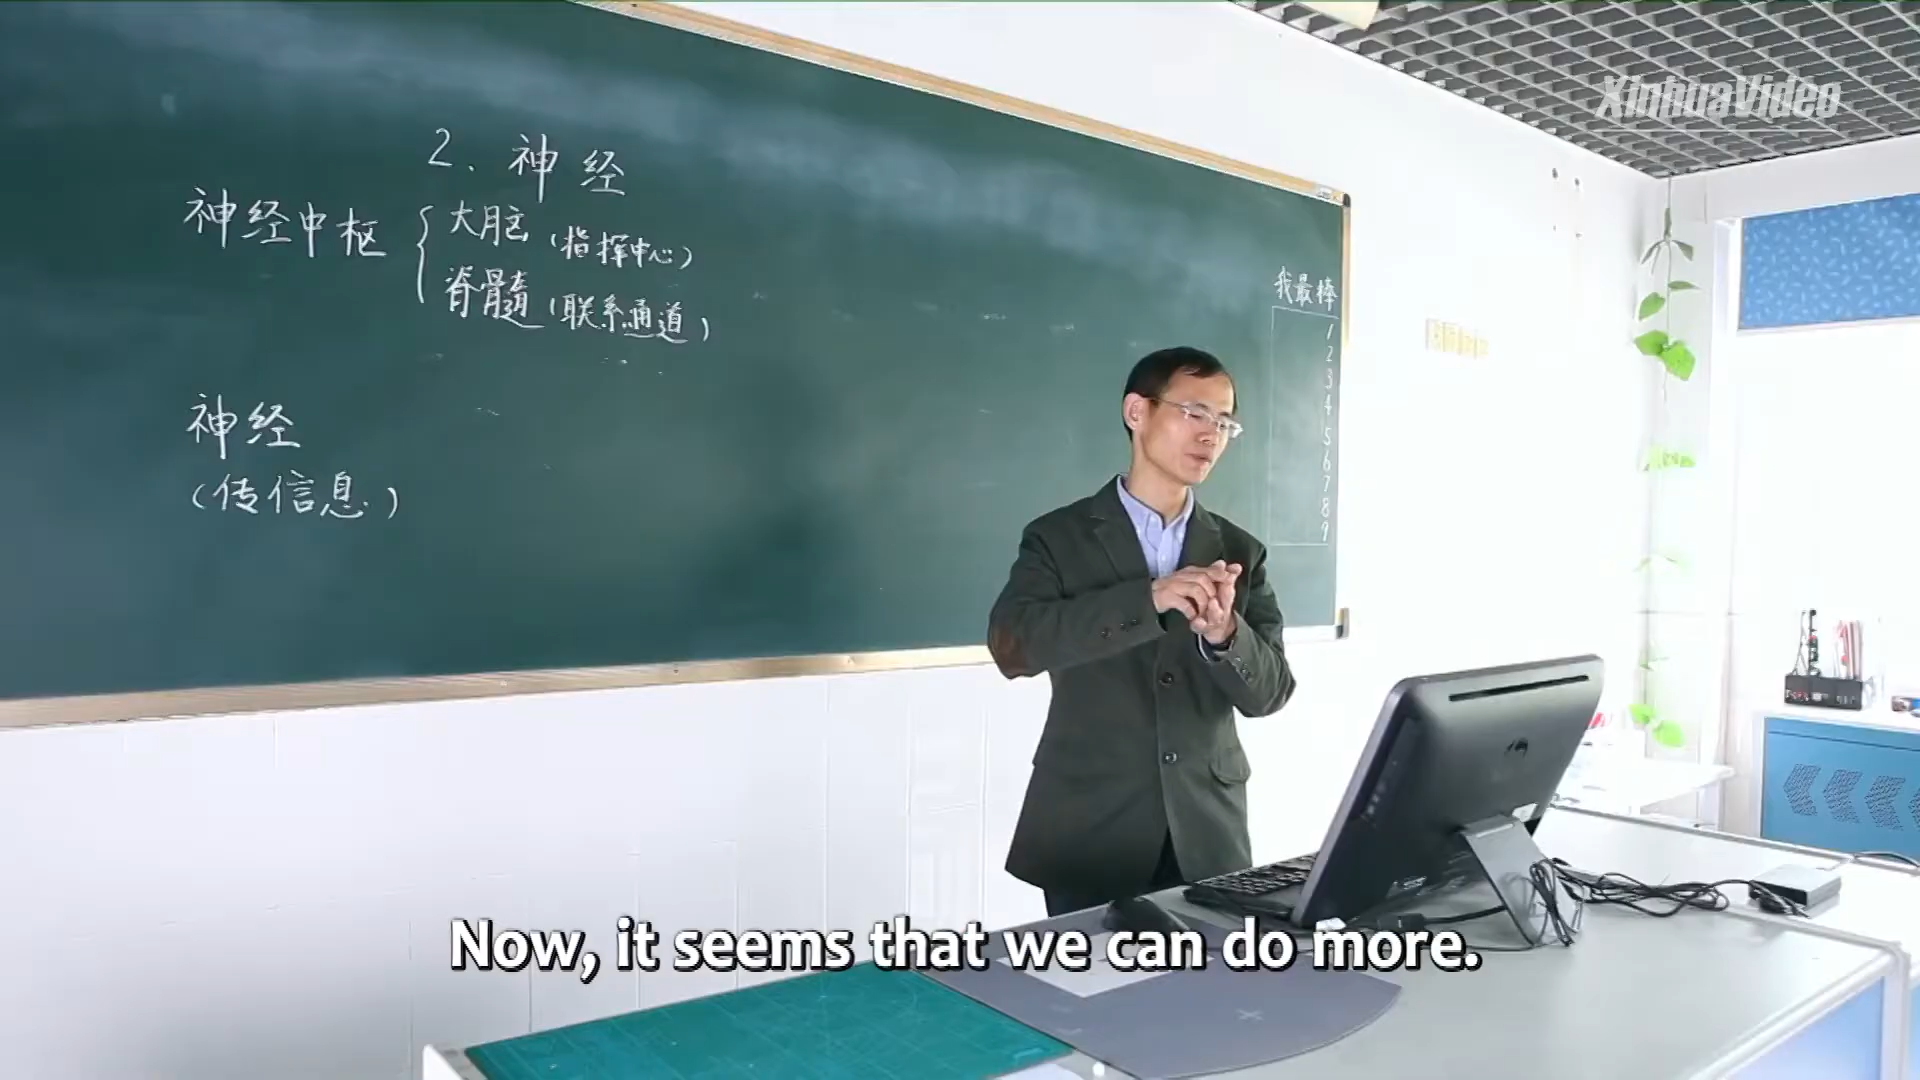 XinhuaVideo
2. 神经
神经中枢 { 大脑 (指挥中心)
脊髓 (联系通道)
神经
(传信息.)
我最棒
1
2
3
4
5
6
7
8
9
Now, it seems that we can do more.